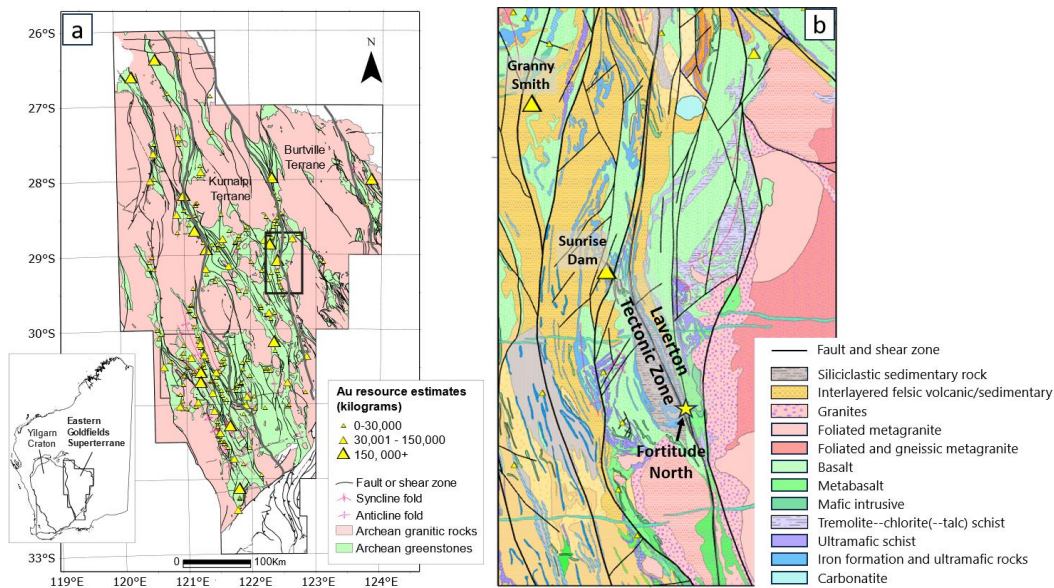 a
26°S
27°S
28°S
29°S
30°S
33°S
119°E
120°E
121°E
122°E
123°E
124°E
N
Burtville
Terrane
Kurnalpi
Terrane
Au resource estimates
(kilograms)
0-30,000
30,001 - 150,000
150, 000+
Fault or shear zone
Syncline fold
Anticline fold
Archean granitic rocks
Archean greenstones
0
100Km
Yilgarn
Craton
Eastern
Goldfields
Superterrane
b
Granny
Smith
Sunrise
Dam
Laverton
Tectonic Zone
Fortitude
North
Fault and shear zone
Siliciclastic sedimentary rock
Interlayered felsic volcanic/sedimentary
Granites
Foliated metagranite
Foliated and gneissic metagranite
Basalt
Metabasalt
Mafic intrusive
Tremolite--chlorite(--talc) schist
Ultramafic schist
Iron formation and ultramafic rocks
Carbonatite